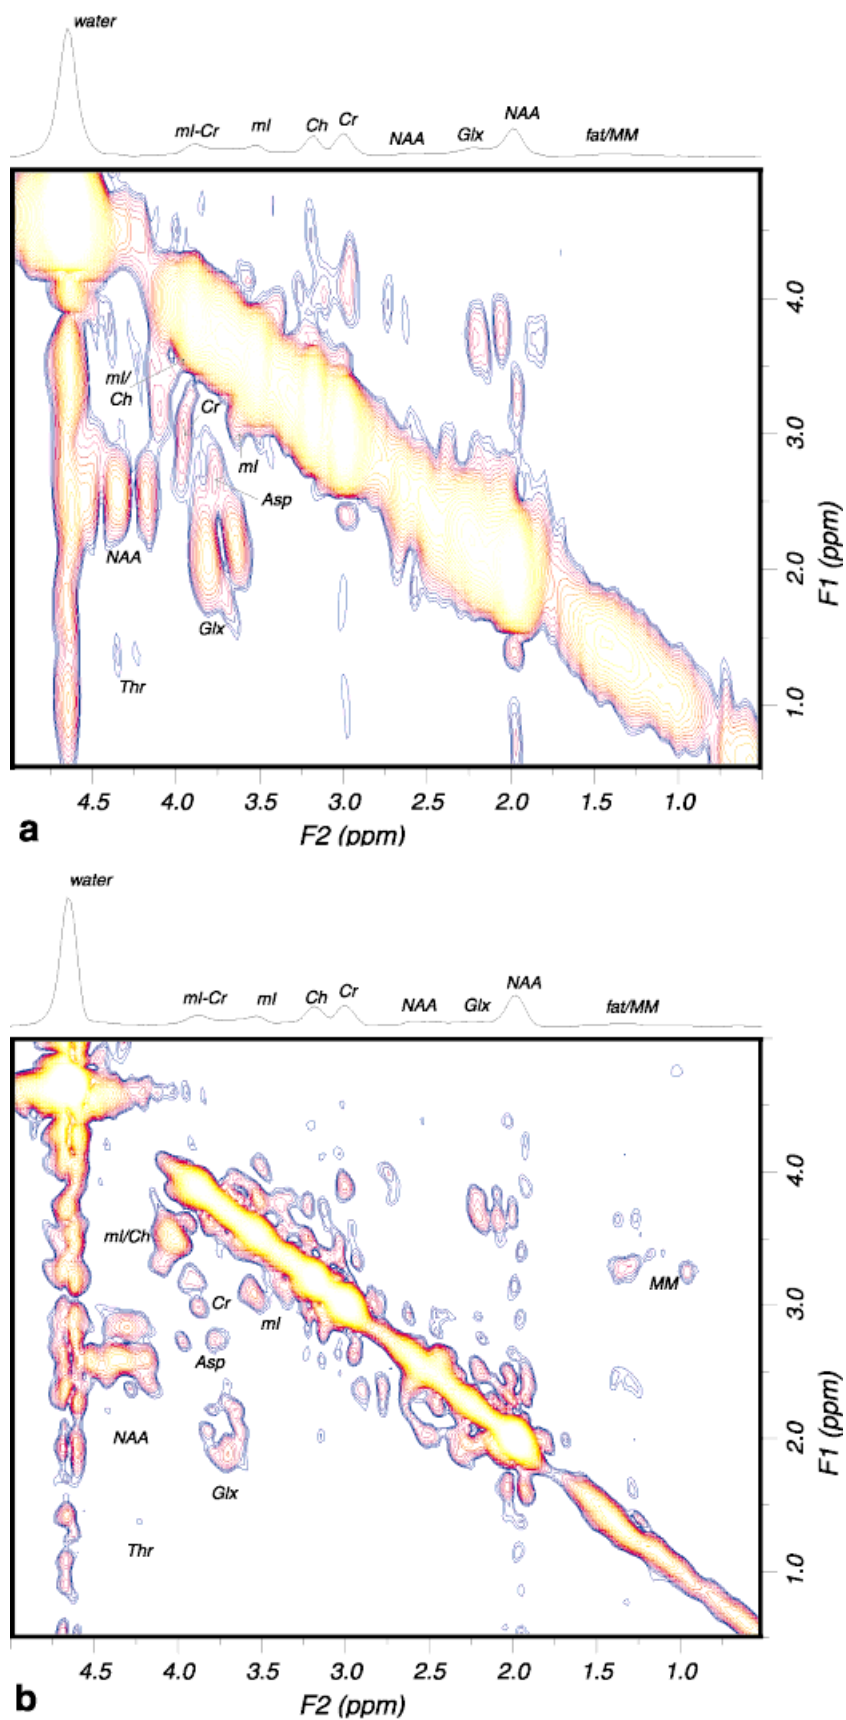 water
mI-Cr mI Ch Cr NAA Glx NAA fat/MM
mI/
Ch
Cr
mI
Asp
NAA
Glx
Thr
4.0
3.0
2.0
1.0
F1 (ppm)
4.5 4.0 3.5 3.0 2.5 2.0 1.5 1.0
F2 (ppm)
a
water
mI-Cr mI Ch Cr NAA Glx NAA fat/MM
mI/Ch
Cr
mI
Asp
MM
NAA
Glx
Thr
4.0
3.0
2.0
1.0
F1 (ppm)
4.5 4.0 3.5 3.0 2.5 2.0 1.5 1.0
F2 (ppm)
b